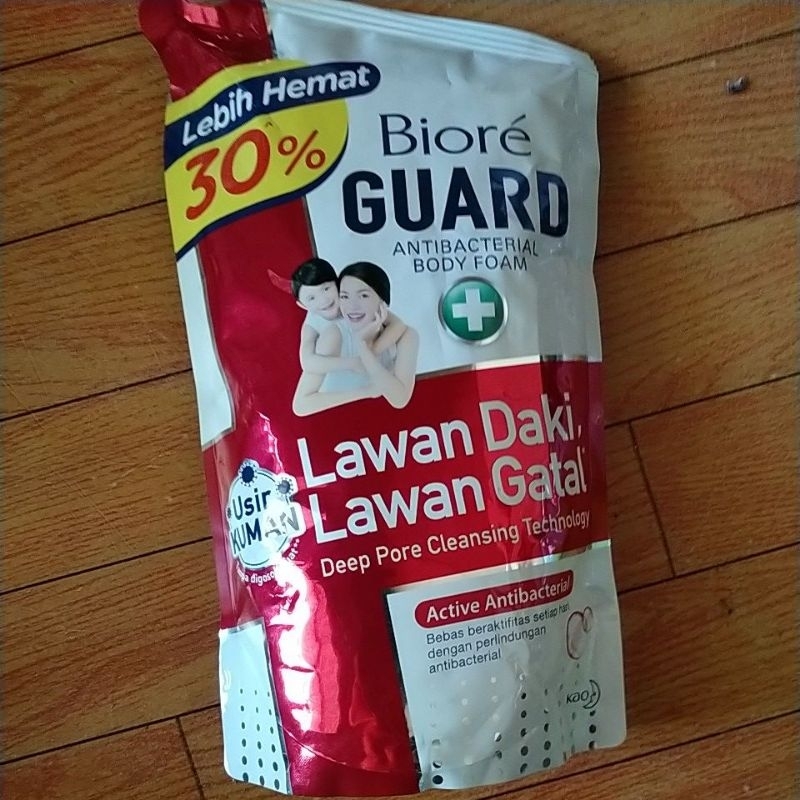 Lebih Hemat
30%
Bioré
GUARD
ANTIBACTERIAL
BODY FOAM
Lawan Daki,
Lawan Gatal*
Deep Pore Cleansing Technology
Usir
KUMAN
digosok
Active Antibacterial
Bebas beraktifitas setiap hari
dengan perlindungan
antibacterial
Kao